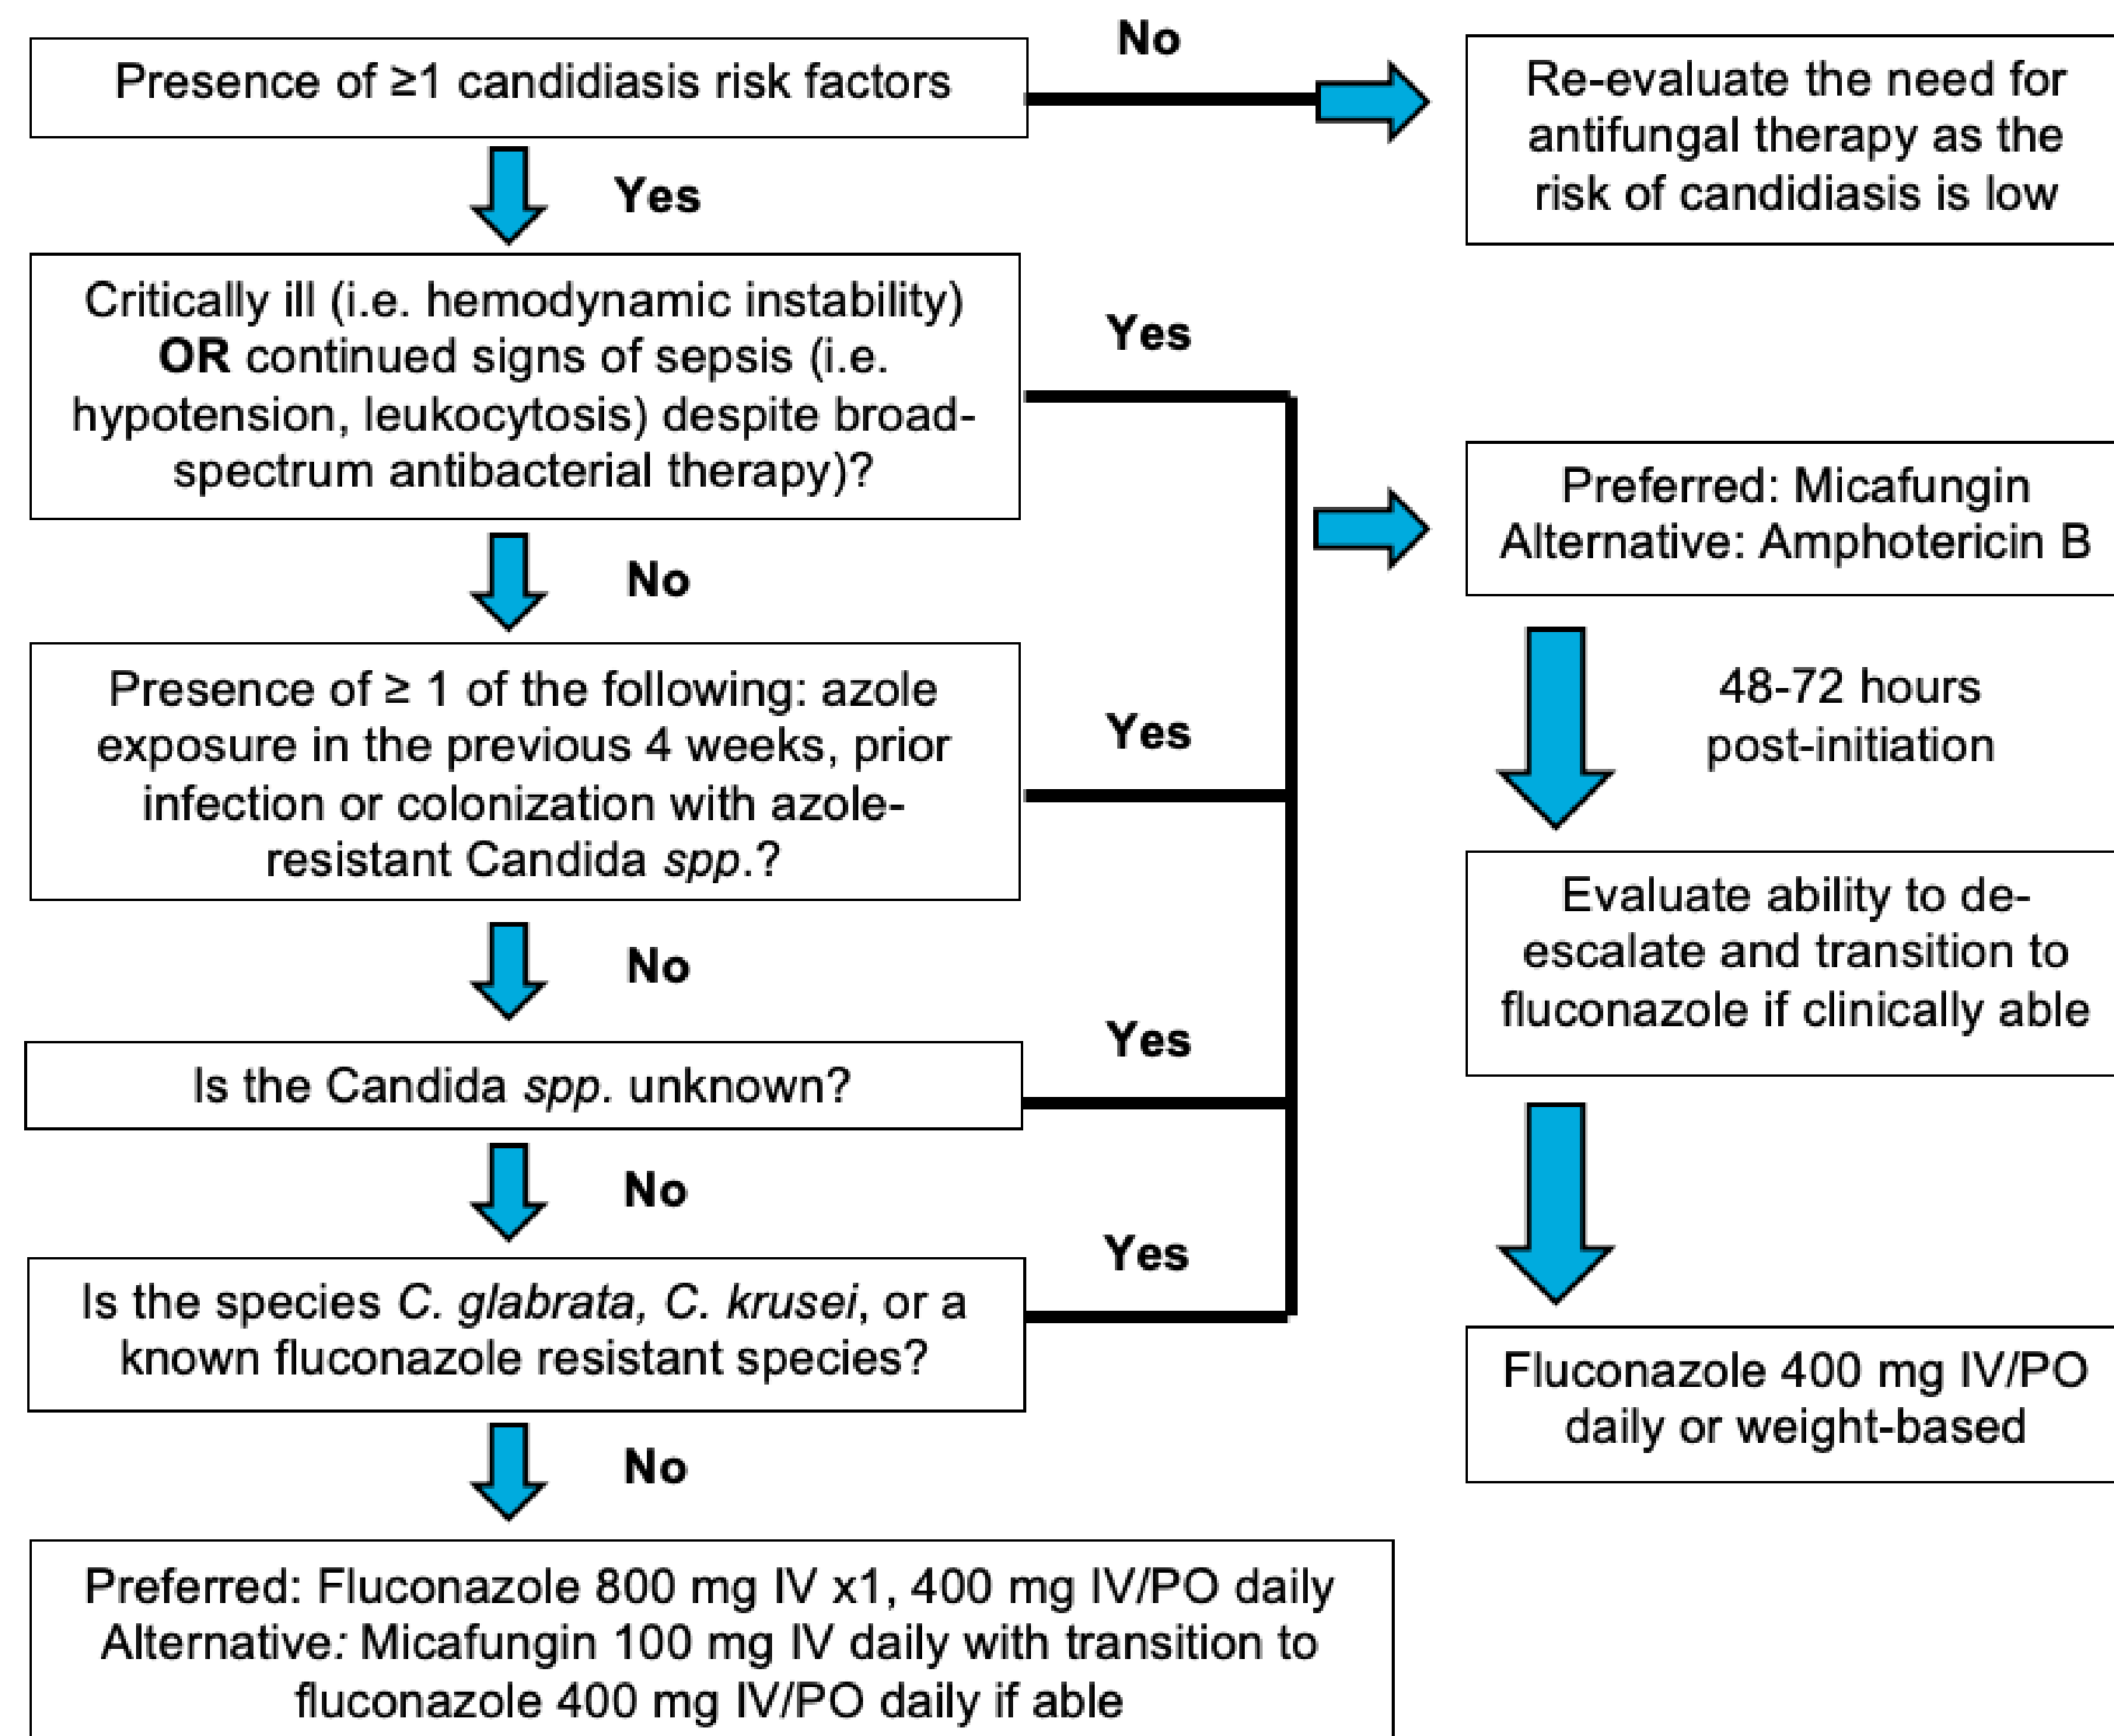 Presence of ≥1 candidiasis risk factors
No
Re-evaluate the need for
antifungal therapy as the
risk of candidiasis is low
Yes
Critically ill (i.e. hemodynamic instability)
OR continued signs of sepsis (i.e.
hypotension, leukocytosis) despite broad-
spectrum antibacterial therapy)?
Yes
Preferred: Micafungin
Alternative: Amphotericin B
No
48-72 hours
post-initiation
Presence of ≥ 1 of the following: azole
exposure in the previous 4 weeks, prior
infection or colonization with azole-
resistant Candida spp.?
Yes
Evaluate ability to de-
escalate and transition to
fluconazole if clinically able
No
Is the Candida spp. unknown?
Yes
No
Is the species C. glabrata, C. krusei, or a
known fluconazole resistant species?
Yes
Fluconazole 400 mg IV/PO
daily or weight-based
No
Preferred: Fluconazole 800 mg IV x1, 400 mg IV/PO daily
Alternative: Micafungin 100 mg IV daily with transition to
fluconazole 400 mg IV/PO daily if able